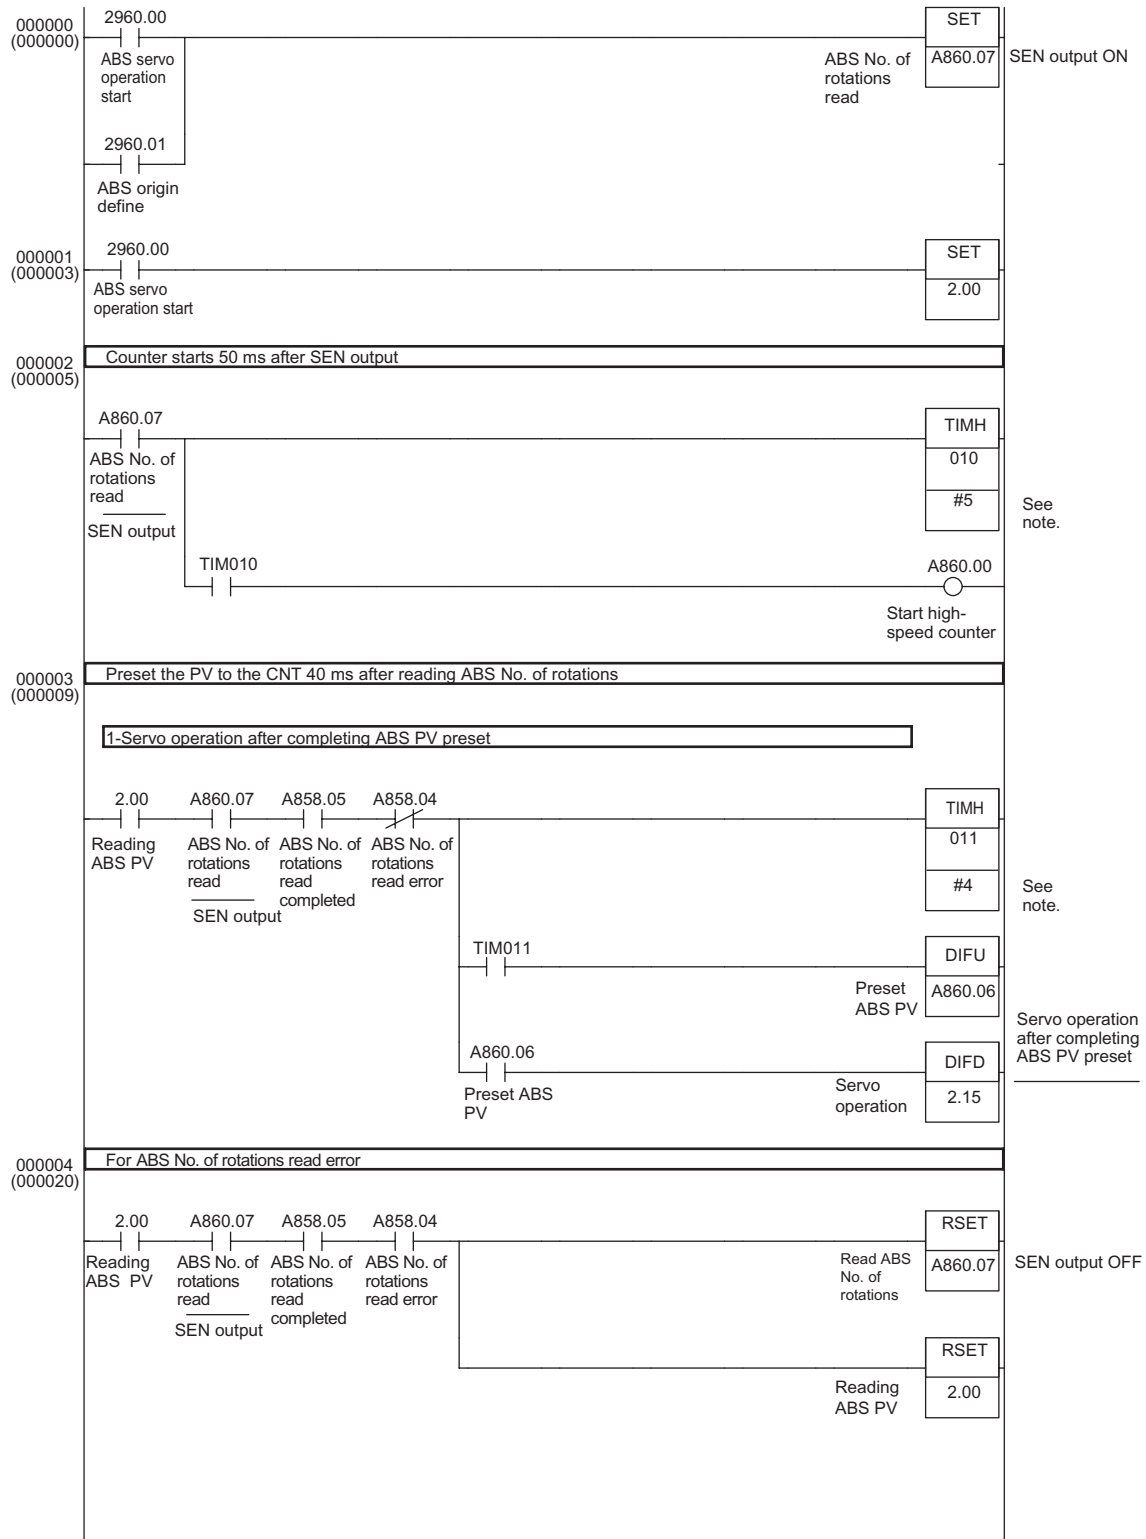 000000
(000000)
2960.00
ABS servo
operation
start
ABS No. of
rotations
read
SET
A860.07
SEN output ON
2960.01
ABS origin
define
000001
(000003)
2960.00
ABS servo
operation start
SET
2.00
000002
(000005)
Counter starts 50 ms after SEN output
A860.07
ABS No. of
rotations
read
SEN output
TIMH
010
#5
See
note.
TIM010
A860.00
Start high-
speed counter
000003
(000009)
Preset the PV to the CNT 40 ms after reading ABS No. of rotations
1-Servo operation after completing ABS PV preset
2.00
Reading
ABS PV
A860.07
ABS No. of
rotations
read
SEN output
A858.05
ABS No. of
rotations
read
completed
A858.04
ABS No. of
rotations
read error
TIMH
011
#4
See
note.
TIM011
Preset
ABS PV
DIFU
A860.06
A860.06
Preset ABS
PV
Servo
operation
DIFD
2.15
Servo operation
after completing
ABS PV preset
000004
(000020)
For ABS No. of rotations read error
2.00
Reading
ABS PV
A860.07
ABS No. of
rotations
read
SEN output
A858.05
ABS No. of
rotations
read
completed
A858.04
ABS No. of
rotations
read error
Read ABS
No. of
rotations
RSET
A860.07
SEN output OFF
Reading
ABS PV
RSET
2.00